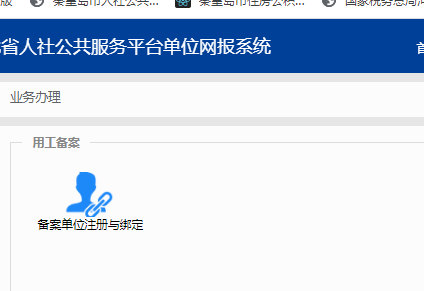 版 秦皇岛市人社公共... 秦皇岛市住房公积... 国家税务总局河
省人社公共服务平台单位网报系统 首
业务办理
用工备案
备案单位注册与绑定